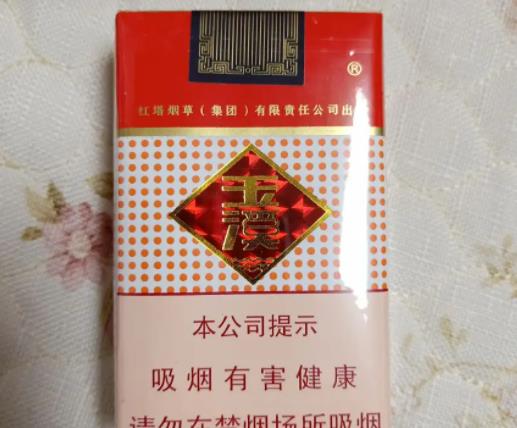 ®
红塔烟草（集团）有限责任公司出
玉
溪
本公司提示
吸烟有害健康
请勿在禁烟场所吸烟